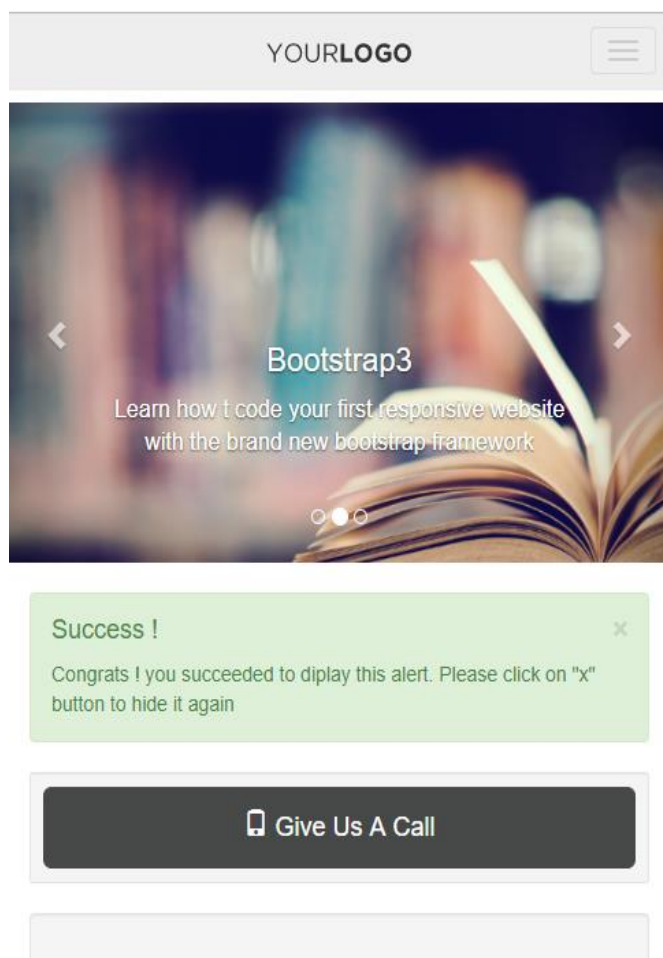 YOURLOGO
Bootstrap3
Learn how t code your first responsive website
with the brand new bootstrap framework
Success !
×
Congrats ! you succeeded to diplay this alert. Please click on "x"
button to hide it again
Give Us A Call